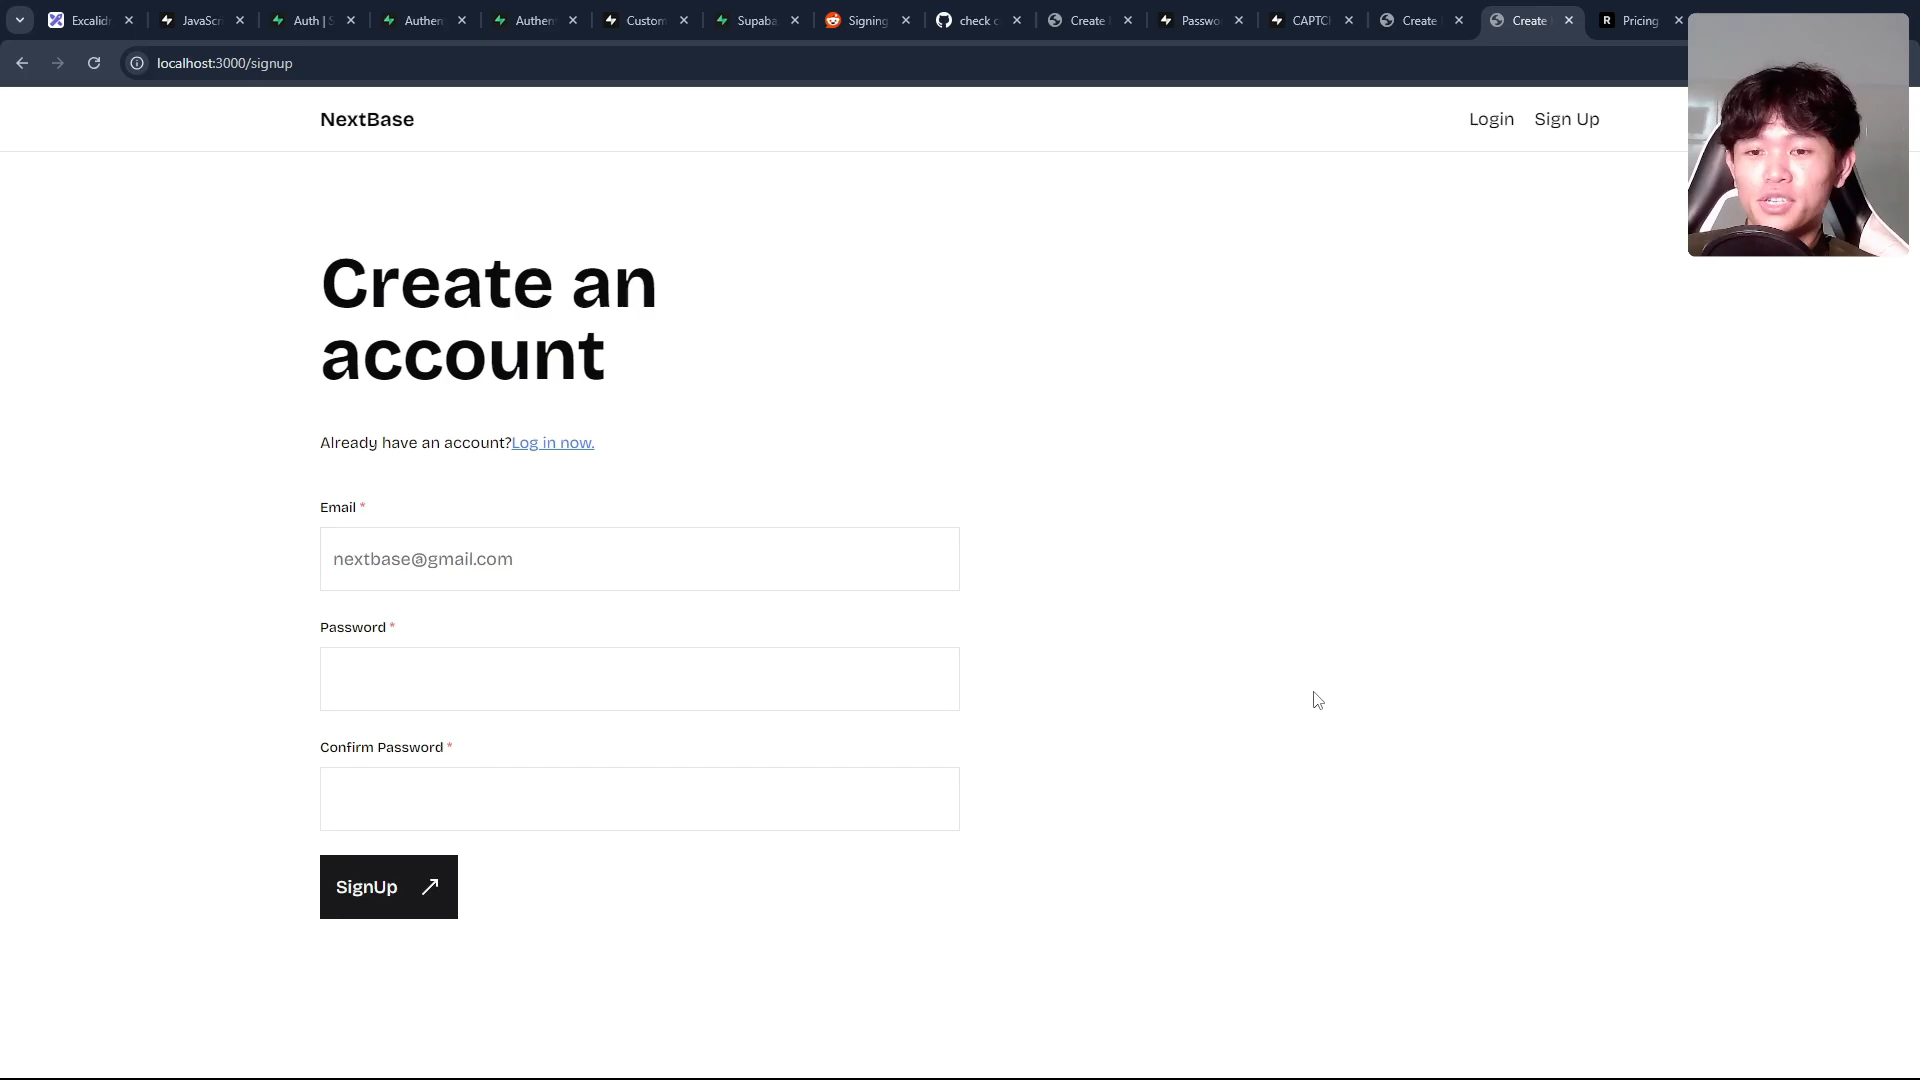 Excalidr
JavaScri
Auth | S
Authen
Authen
Custom
Supaba
Signing
check c
Create
Passwo
CAPTC
Create
Create
R
Pricing
localhost:3000/signup
NextBase
Login
Sign Up
Create an
account
Already have an account?Log in now.
Email *
nextbase@gmail.com
Password *
Confirm Password *
SignUp